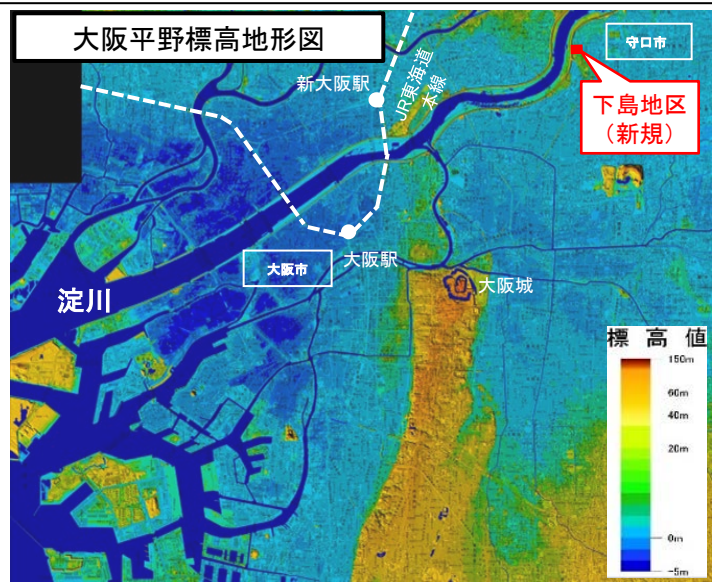 大阪平野標高地形図
守口市
新大阪駅
JR東海道
本線
下島地区
（新規）
大阪駅
大阪市
大阪城
淀川
標高値
150m
60m
40m
20m
0m
-5m